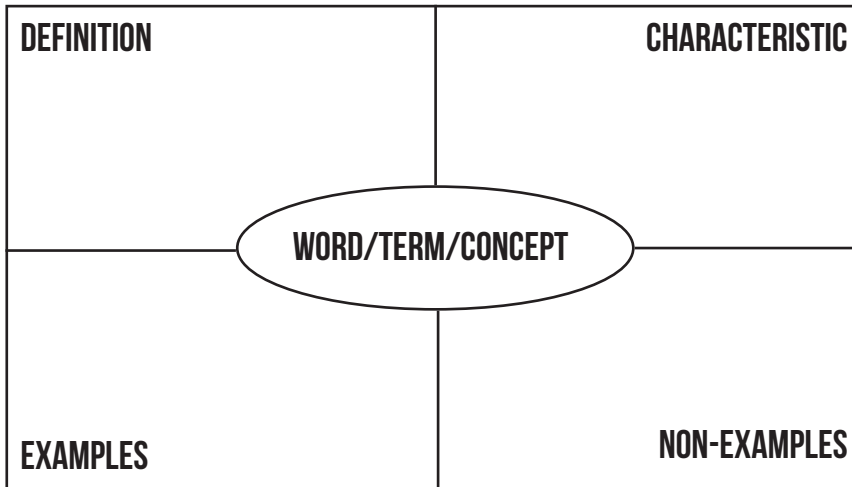 DEFINITION
CHARACTERISTIC
WORD/TERM/CONCEPT
EXAMPLES
NON-EXAMPLES